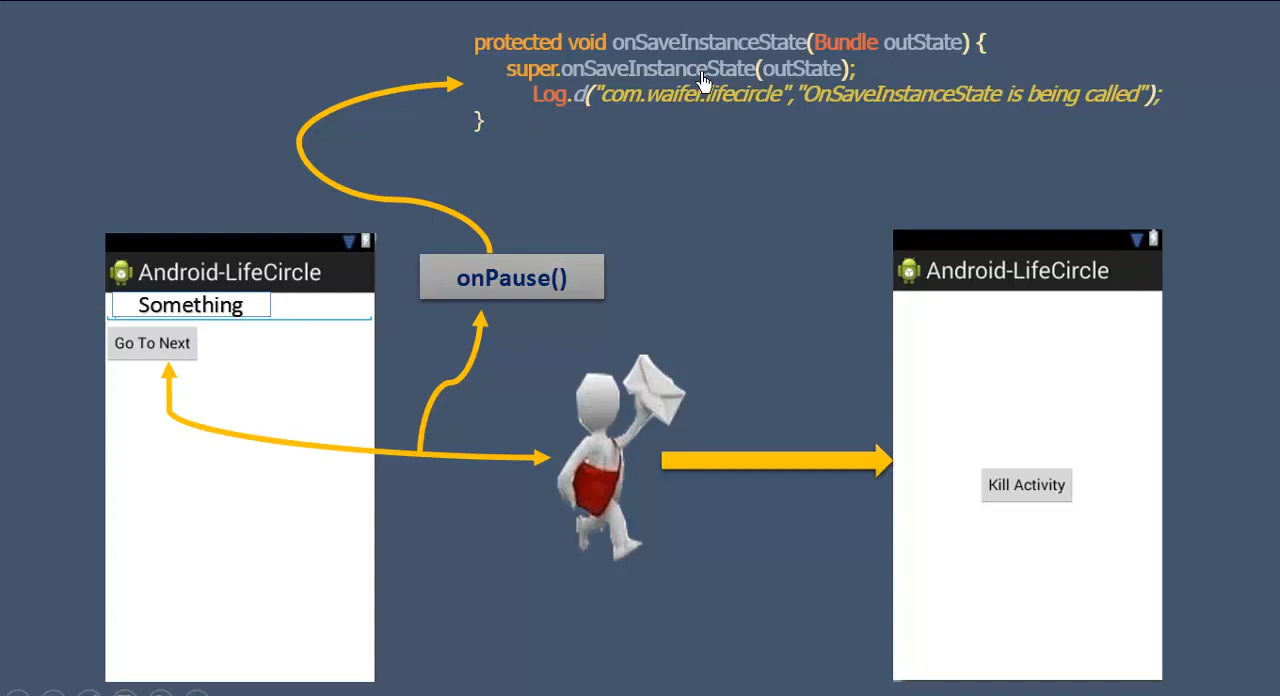 protected void onSaveInstanceState(Bundle outState) {
super.onSaveInstanceState(outState);
Log.d("com.waifer.lifecircle","OnSaveInstanceState is being called");
}
Android-LifeCircle
Something
Go To Next
onPause()
Android-LifeCircle
Kill Activity